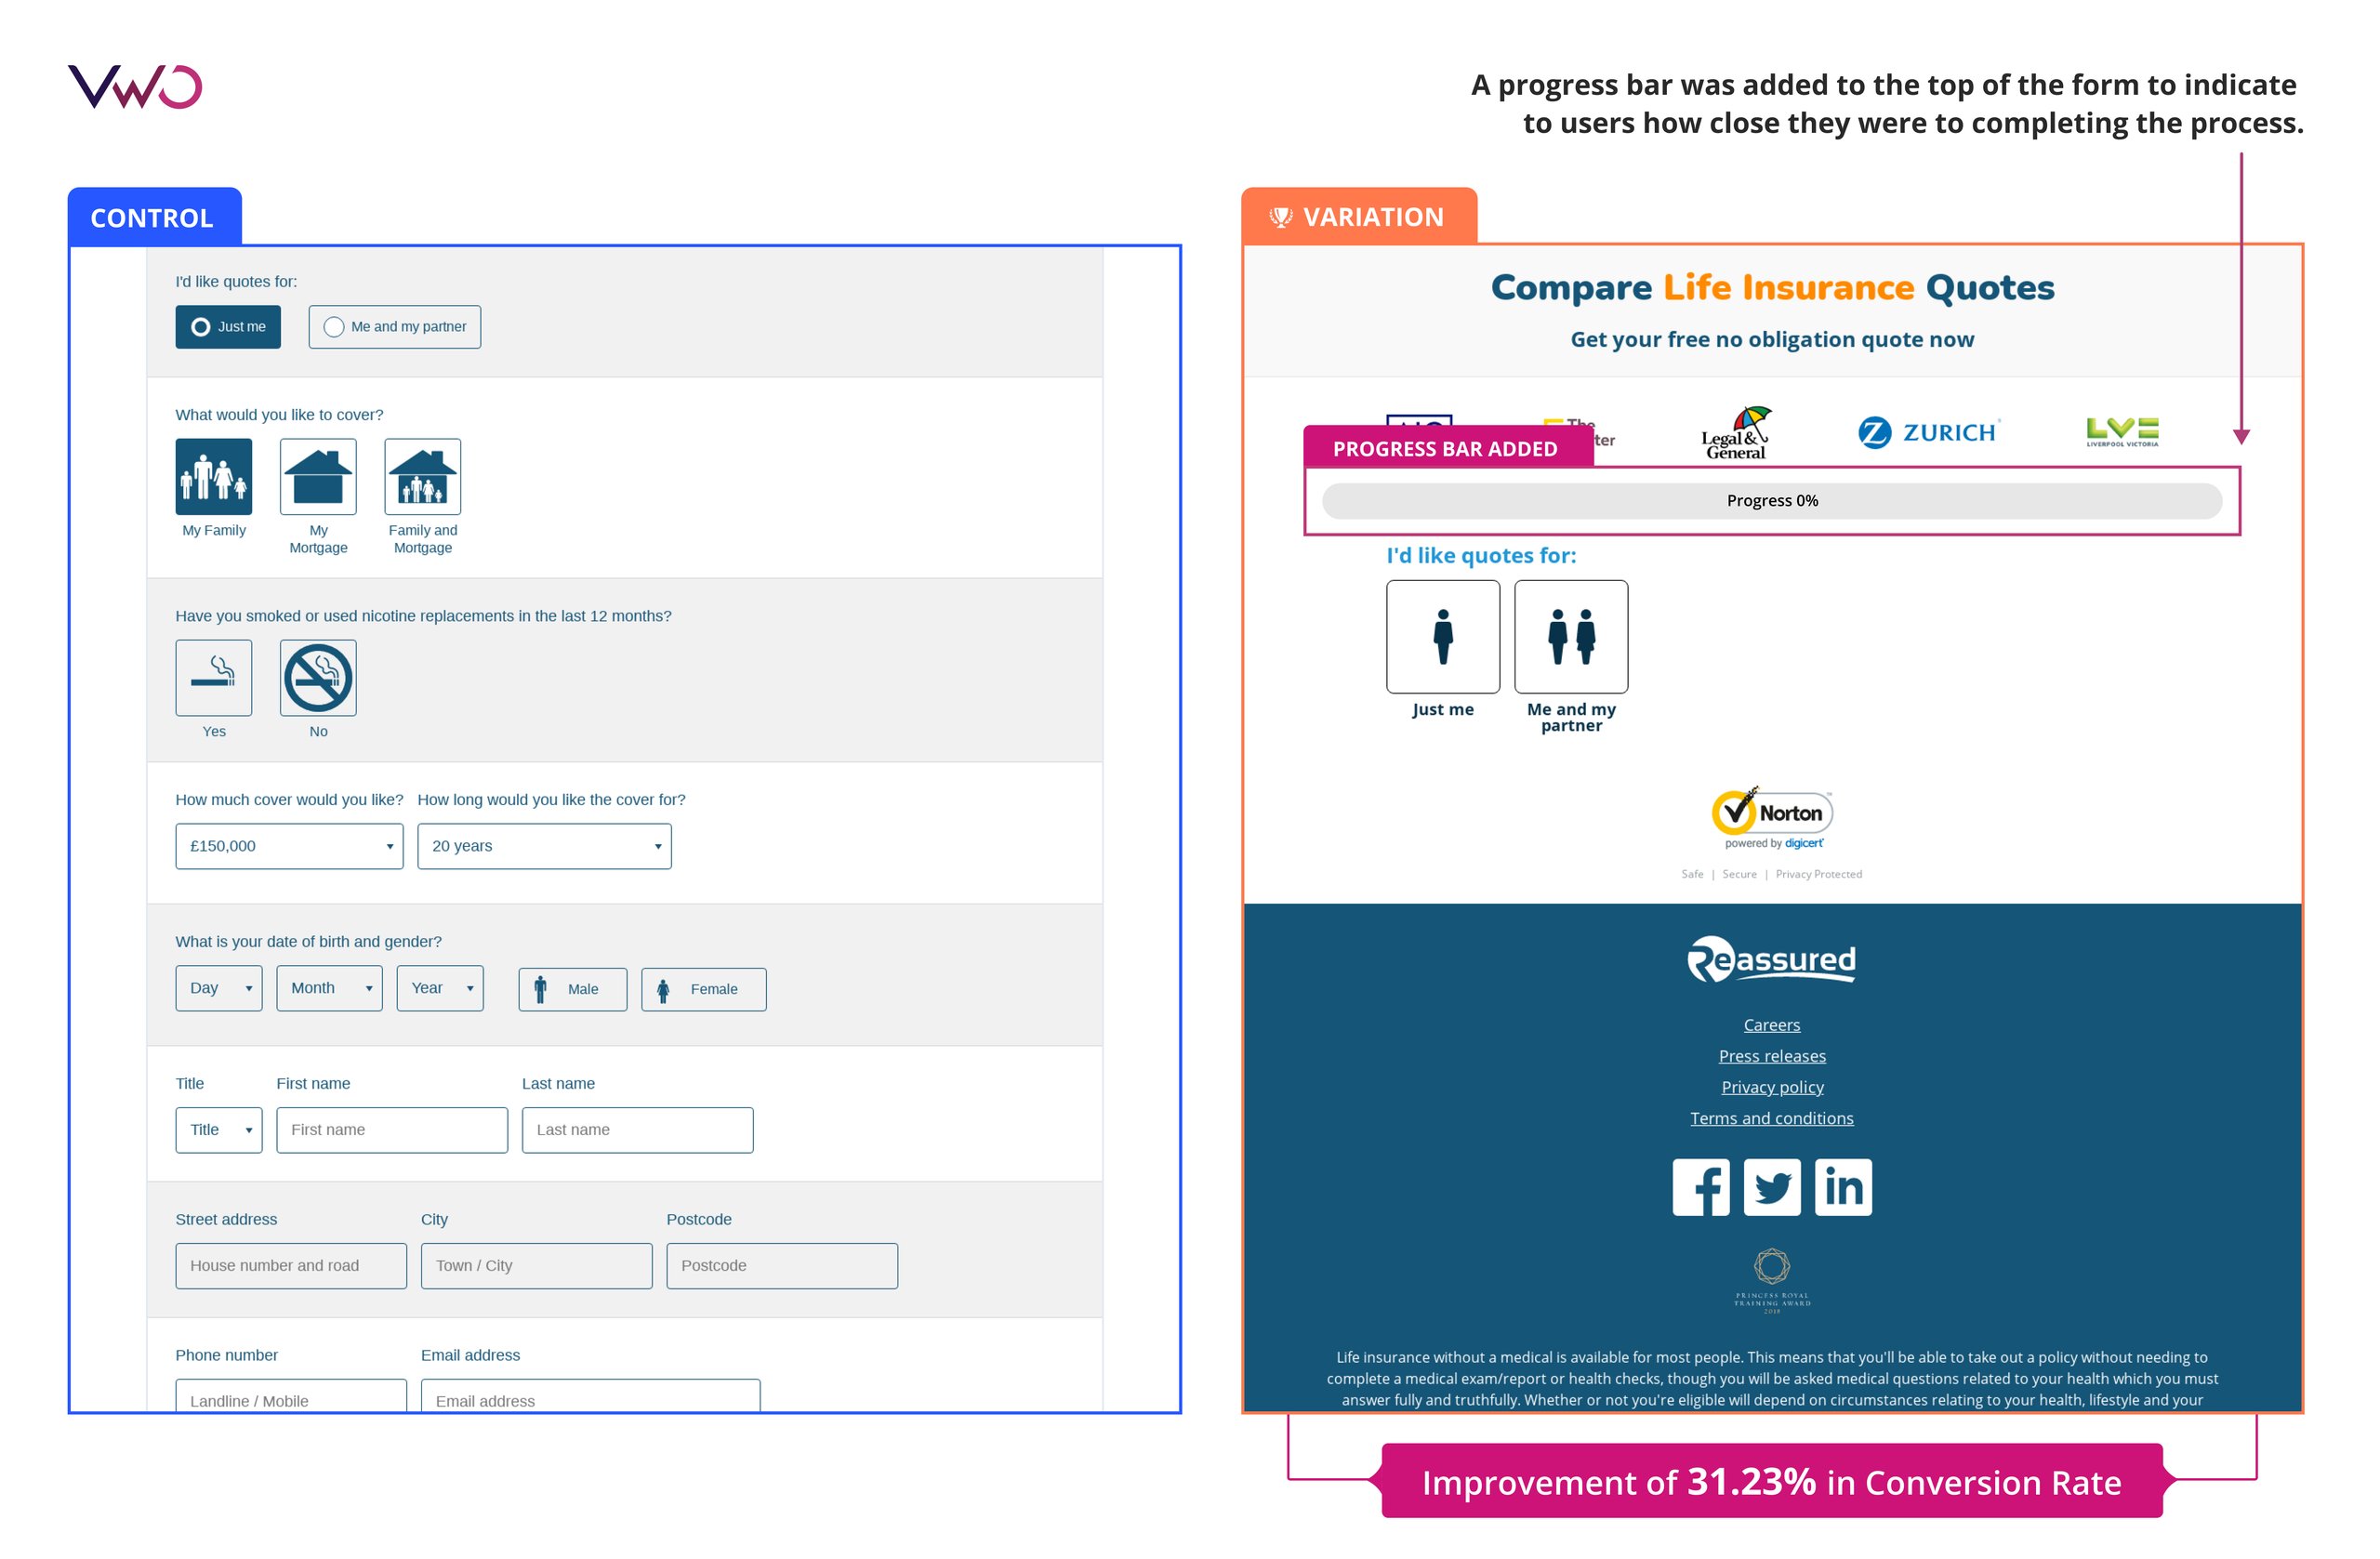 VWO
A progress bar was added to the top of the form to indicate
to users how close they were to completing the process.
CONTROL
I'd like quotes for:
Just me
Me and my partner
What would you like to cover?
My Family
My
Mortgage
Family and
Mortgage
Have you smoked or used nicotine replacements in the last 12 months?
Yes
No
How much cover would you like?
How long would you like the cover for?
£150,000
20 years
What is your date of birth and gender?
Day
Month
Year
Male
Female
Title
First name
Last name
Title
First name
Last name
Street address
City
Postcode
House number and road
Town / City
Postcode
Phone number
Email address
Landline / Mobile
Email address
VARIATION
Compare Life Insurance Quotes
Get your free no obligation quote now
The
Legal &
General
ZURICH
LV=
LIVERPOOL VICTORIA
PROGRESS BAR ADDED
Progress 0%
I'd like quotes for:
Just me
Me and my
partner
Norton
powered by digicert
Safe | Secure | Privacy Protected
Reassured
Careers
Press releases
Privacy policy
Terms and conditions
f
in
PRINCESS ROYAL
TRAINING AWARD
Life insurance without a medical is available for most people. This means that you'll be able to take out a policy without needing to
complete a medical exam/report or health checks, though you will be asked medical questions related to your health which you must
answer fully and truthfully. Whether or not you're eligible will depend on circumstances relating to your health, lifestyle and your
Improvement of 31.23% in Conversion Rate